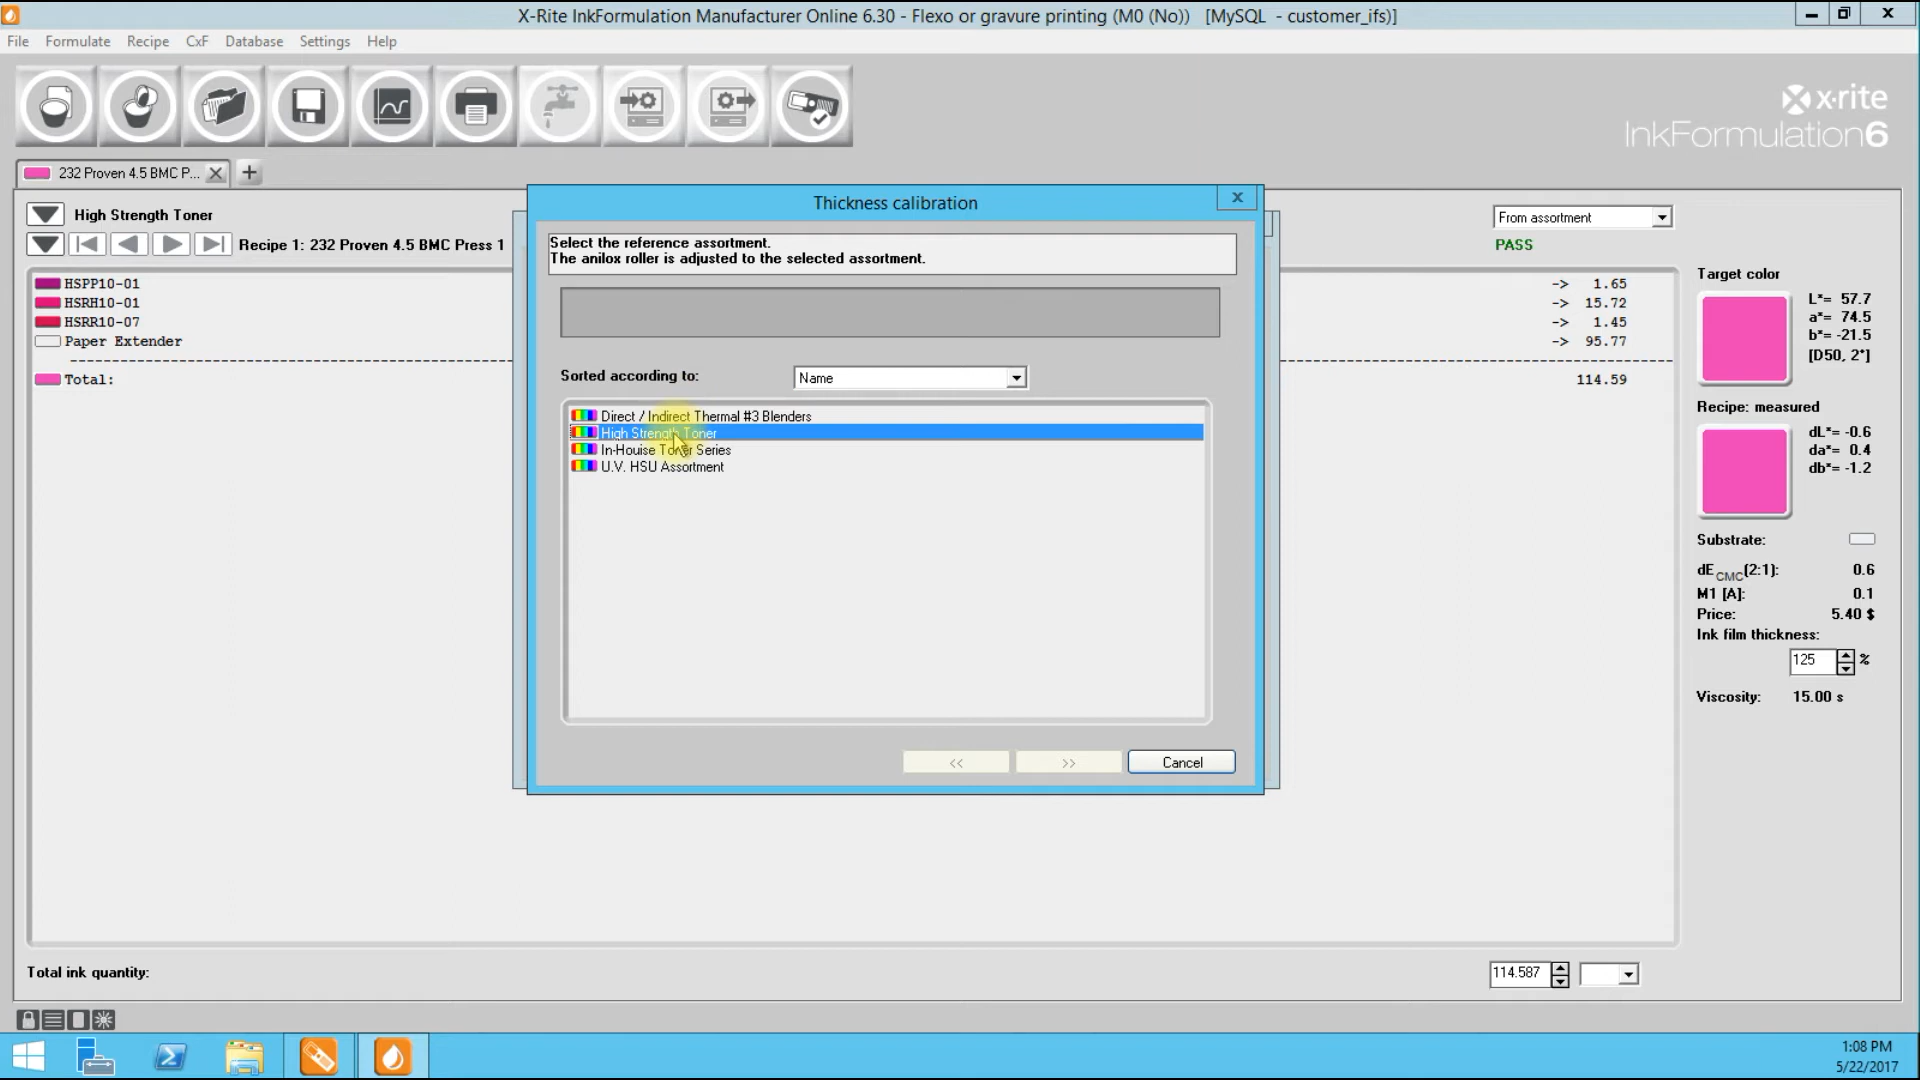 X-Rite InkFormulation Manufacturer Online 6.30 - Flexo or gravure printing (M0 (No)) [MySQL - customer_ifs)]
File Formulate Recipe CxF Database Settings Help
x·rite
InkFormulation6
232 Proven 4.5 BMC P...
High Strength Toner
Recipe 1: 232 Proven 4.5 BMC Press 1
HSPP10-01
HSRH10-01
HSRR10-07
Paper Extender
Total:
Thickness calibration
Select the reference assortment.
The anilox roller is adjusted to the selected assortment.
Sorted according to: Name
Direct / Indirect Thermal #3 Blenders
High Strength Toner
In-Houise Toner Series
U.V. HSU Assortment
<< >> Cancel
From assortment
PASS
-> 1.65
-> 15.72
-> 1.45
-> 95.77
114.59
Target color
L*= 57.7
a*= 74.5
b*= -21.5
[D50, 2°]
Recipe: measured
dL*= -0.6
da*= 0.4
db*= -1.2
Substrate:
dE CMC(2:1): 0.6
M1 [A]: 0.1
Price: 5.40 $
Ink film thickness:
125 %
Viscosity: 15.00 s
Total ink quantity: 114.587
1:08 PM
5/22/2017